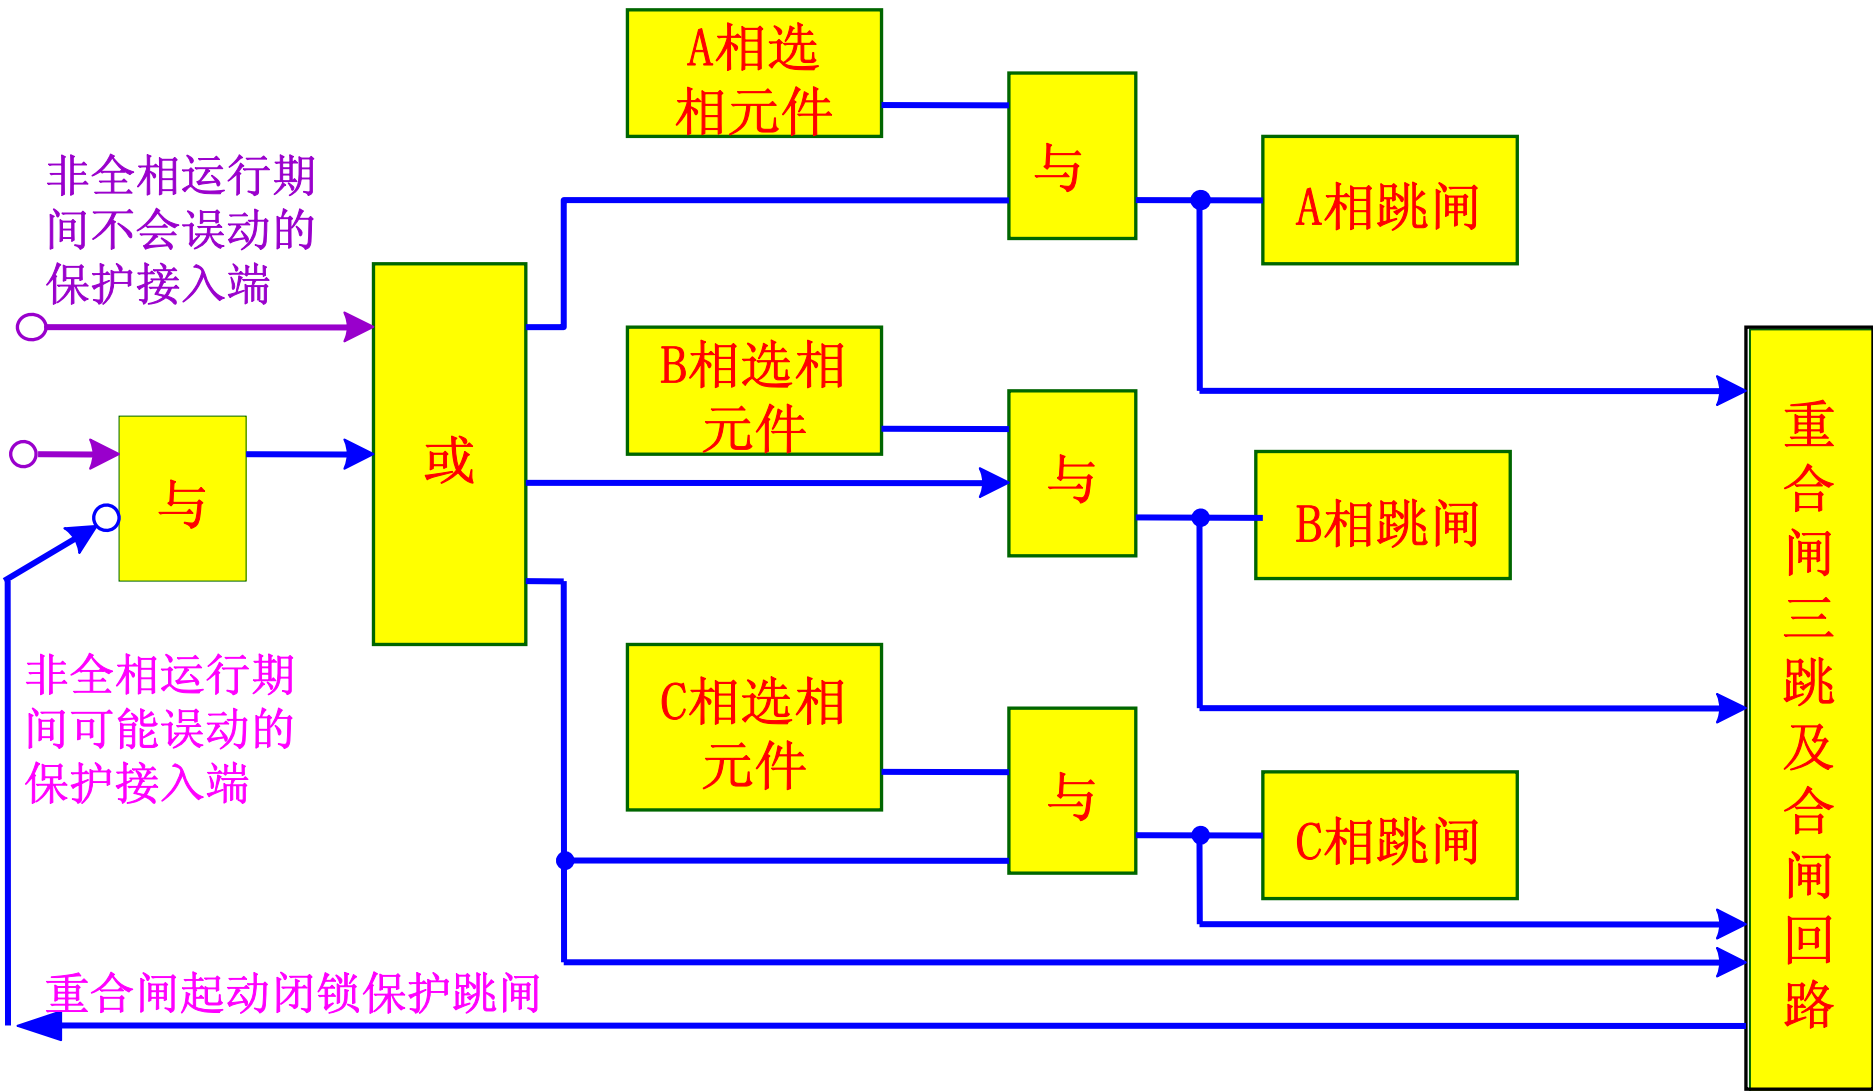 A相选
相元件
与
A相跳闸
非全相运行期
间不会误动的
保护接入端
或
B相选相
元件
与
B相跳闸
与
非全相运行期
间可能误动的
保护接入端
C相选相
元件
与
C相跳闸
重合闸三跳及合闸回路
重合闸起动闭锁保护跳闸